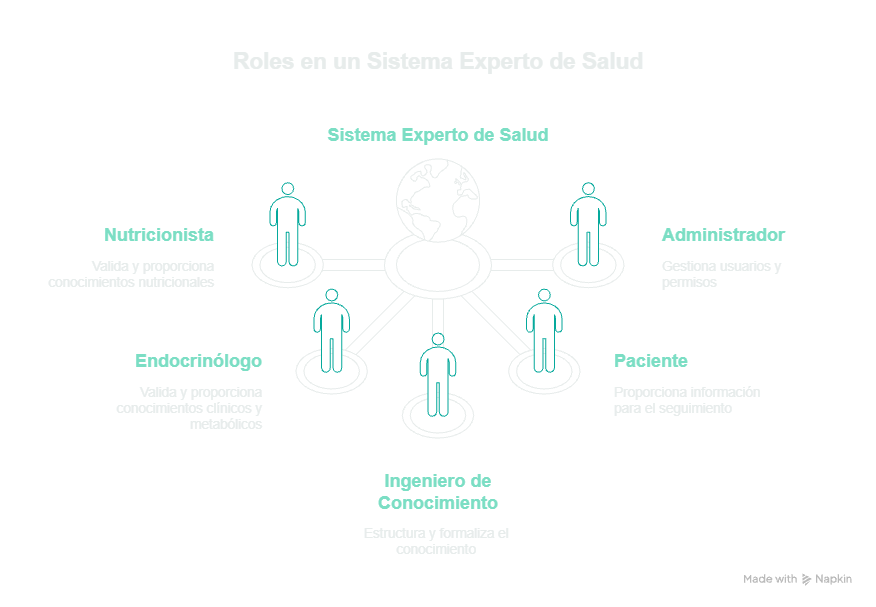 Roles en un Sistema Experto de Salud
Sistema Experto de Salud
Nutricionista
Valida y proporciona
conocimientos nutricionales
Administrador
Gestiona usuarios y
permisos
Endocrinólogo
Valida y proporciona
conocimientos clínicos y
metabólicos
Paciente
Proporciona información
para el seguimiento
Ingeniero de
Conocimiento
Estructura y formaliza el
conocimiento
Made with Napkin